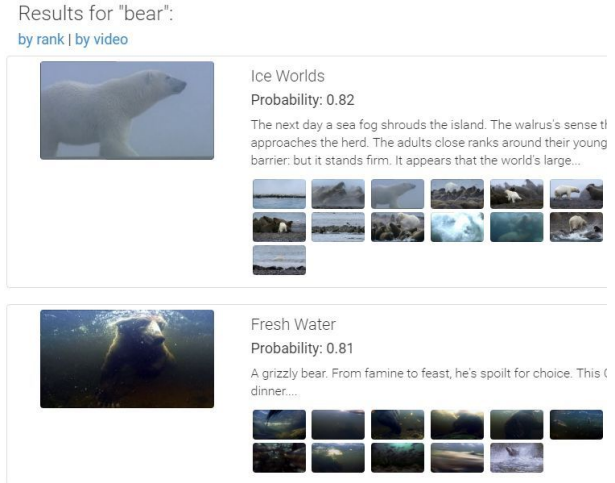 Results for "bear":
by rank | by video
Ice Worlds
Probability: 0.82
The next day a sea fog shrouds the island. The walrus's sense
approaches the herd. The adults close ranks around their young
barrier: but it stands firm. It appears that the world's large...
Fresh Water
Probability: 0.81
A grizzly bear. From famine to feast, he's spoilt for choice. This
dinner....